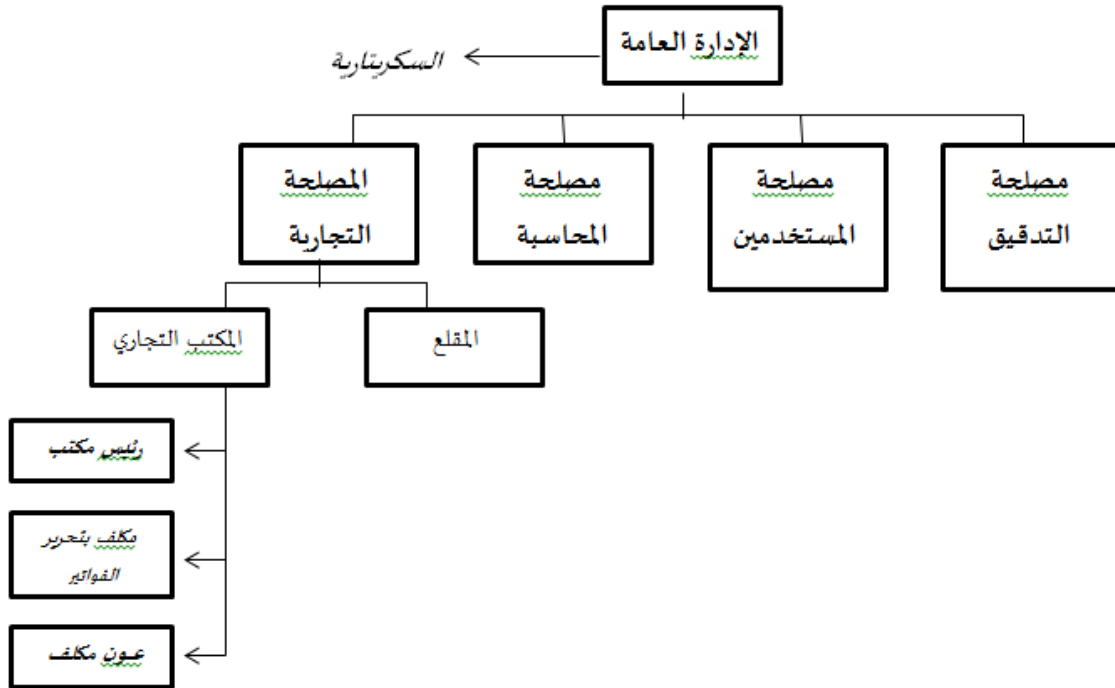 الإدارة العامة
السكريتارية
مصلحة
التدقيق
مصلحة
المستخدمين
مصلحة
المحاسبة
المصلحة
التجارية
المقلع
المكتب التجاري
رئيس مكتب
مكلف بتحرير
الفواتير
عون مكلف